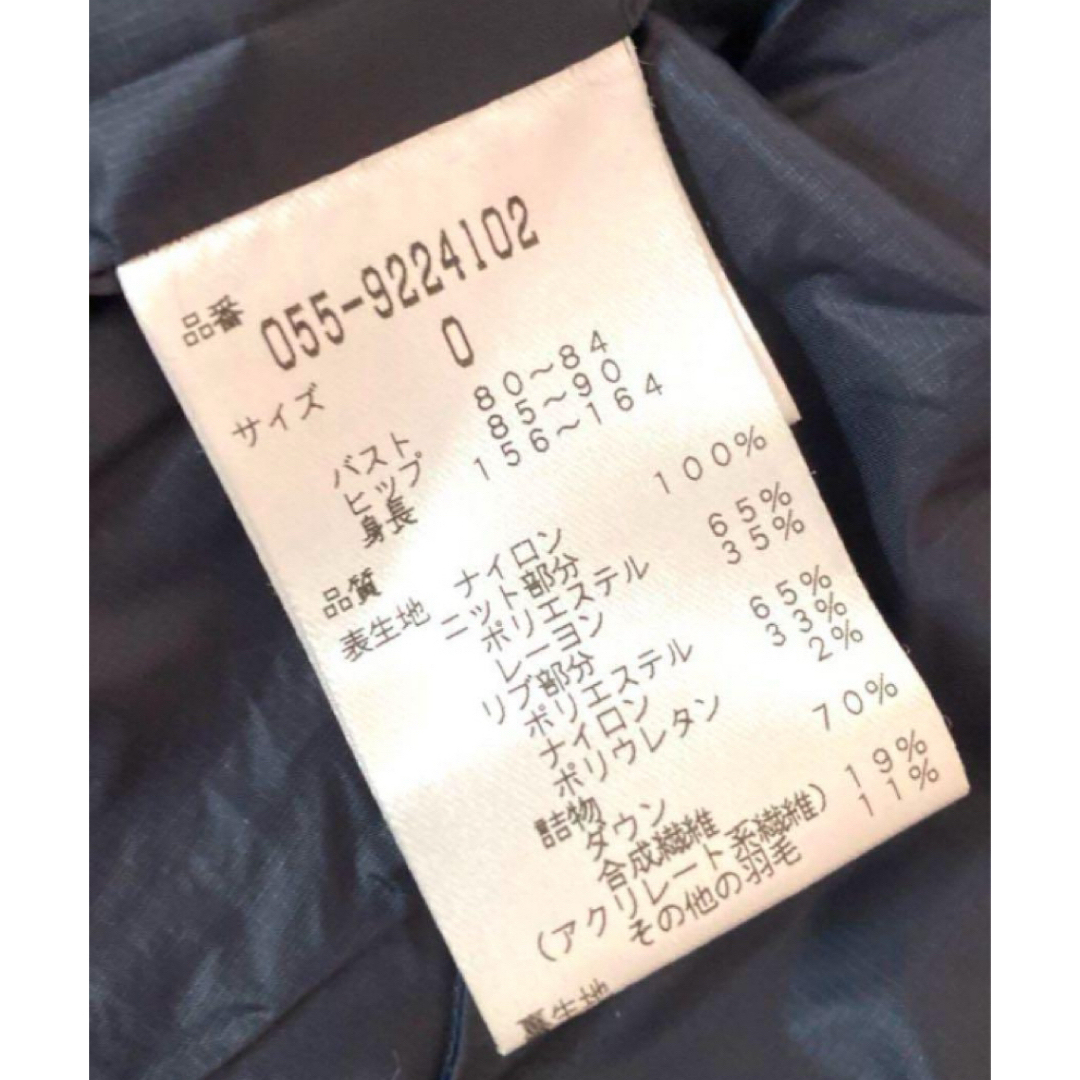 品番 055-9224102
サイズ 0
バスト 80～84
ヒップ 85～90
身長 156～164
品質
表生地 ナイロン 100%
ニット部分
ポリエステル 65%
レーヨン 35%
リブ部分
ポリエステル 65%
ナイロン 33%
ポリウレタン 2%
詰物
ダウン 70%
合成繊維
(アクリレート系繊維) 19%
その他の羽毛 11%
裏生地